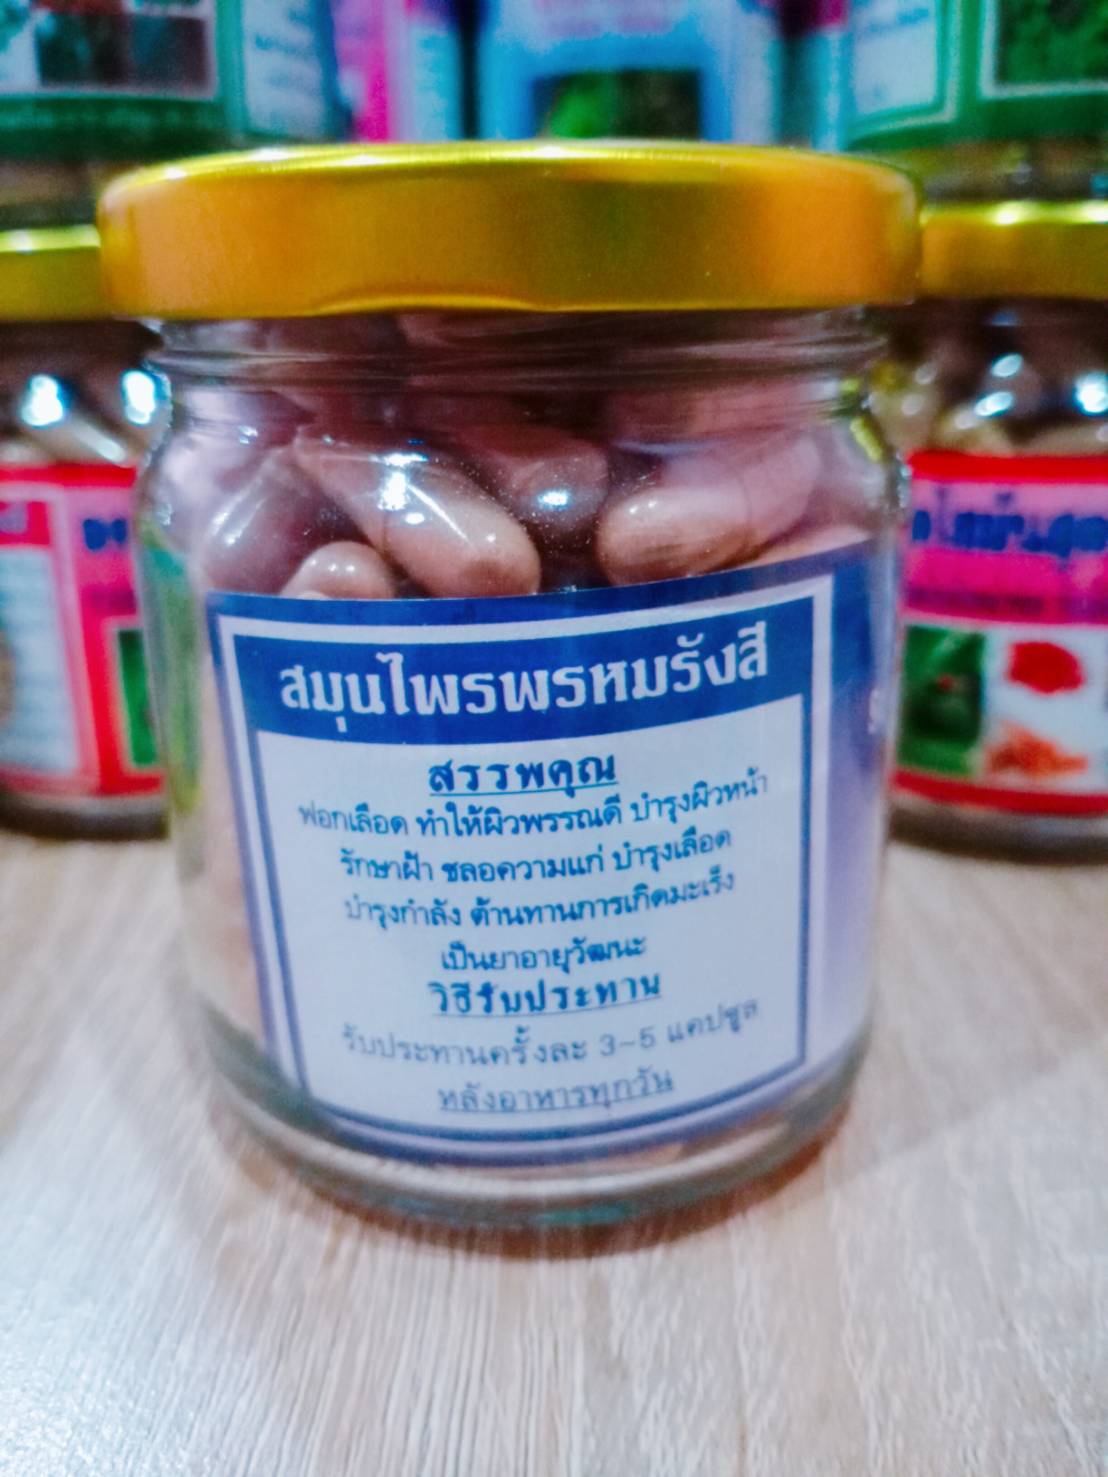 สมุนไพรพรหมรังสี
สรรพคุณ
ฟอกเลือด ทำให้ผิวพรรณดี บำรุงผิวหน้า
รักษาฝ้า ชลอความแก่ บำรุงเลือด
บำรุงกำลัง ต้านทานการเกิดมะเร็ง
เป็นยาอายุวัฒนะ
วิธีรับประทาน
รับประทานครั้งละ 3-5 แคปซูล
หลังอาหารทุกวัน